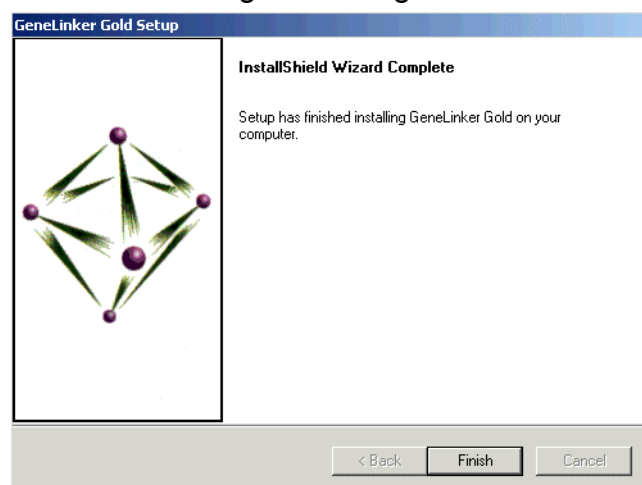 GeneLinker Gold Setup
InstallShield Wizard Complete
Setup has finished installing GeneLinker Gold on your
computer.
< Back
Finish
Cancel